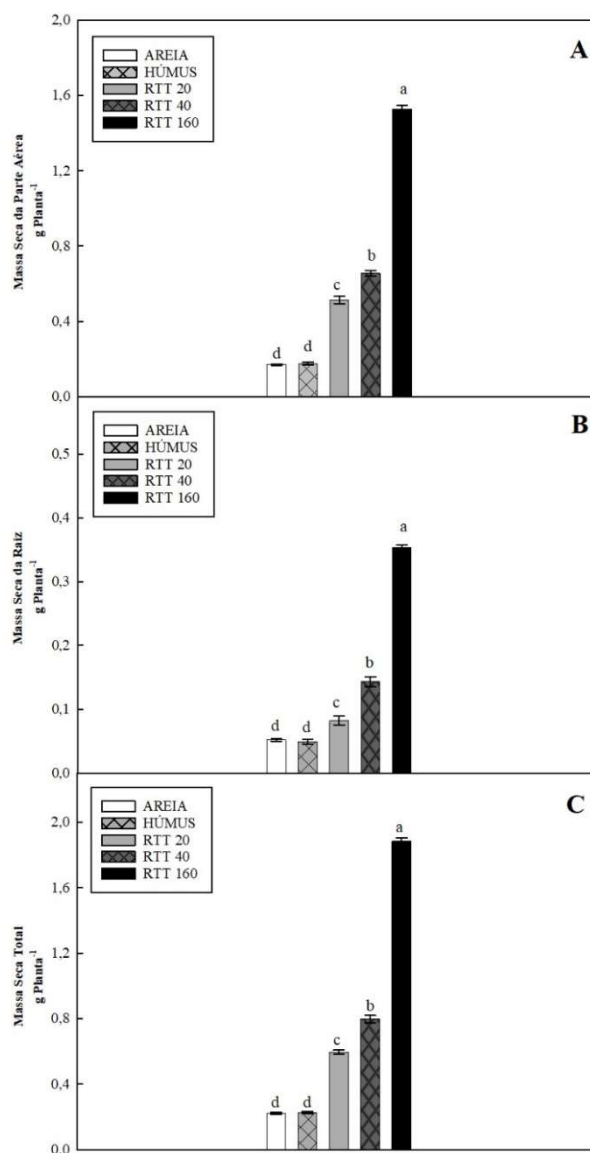 A
AREIA
HÚMUS
RTT 20
RTT 40
RTT 160
Massa Seca da Parte Aérea
g Planta⁻¹
2,0
1,6
1,2
0,8
0,4
0,0
d
d
c
b
a
B
AREIA
HÚMUS
RTT 20
RTT 40
RTT 160
Massa Seca da Raiz
g Planta⁻¹
0,5
0,4
0,3
0,2
0,1
0,0
d
d
c
b
a
C
AREIA
HÚMUS
RTT 20
RTT 40
RTT 160
Massa Seca Total
g Planta⁻¹
2,0
1,6
1,2
0,8
0,4
0,0
d
d
c
b
a